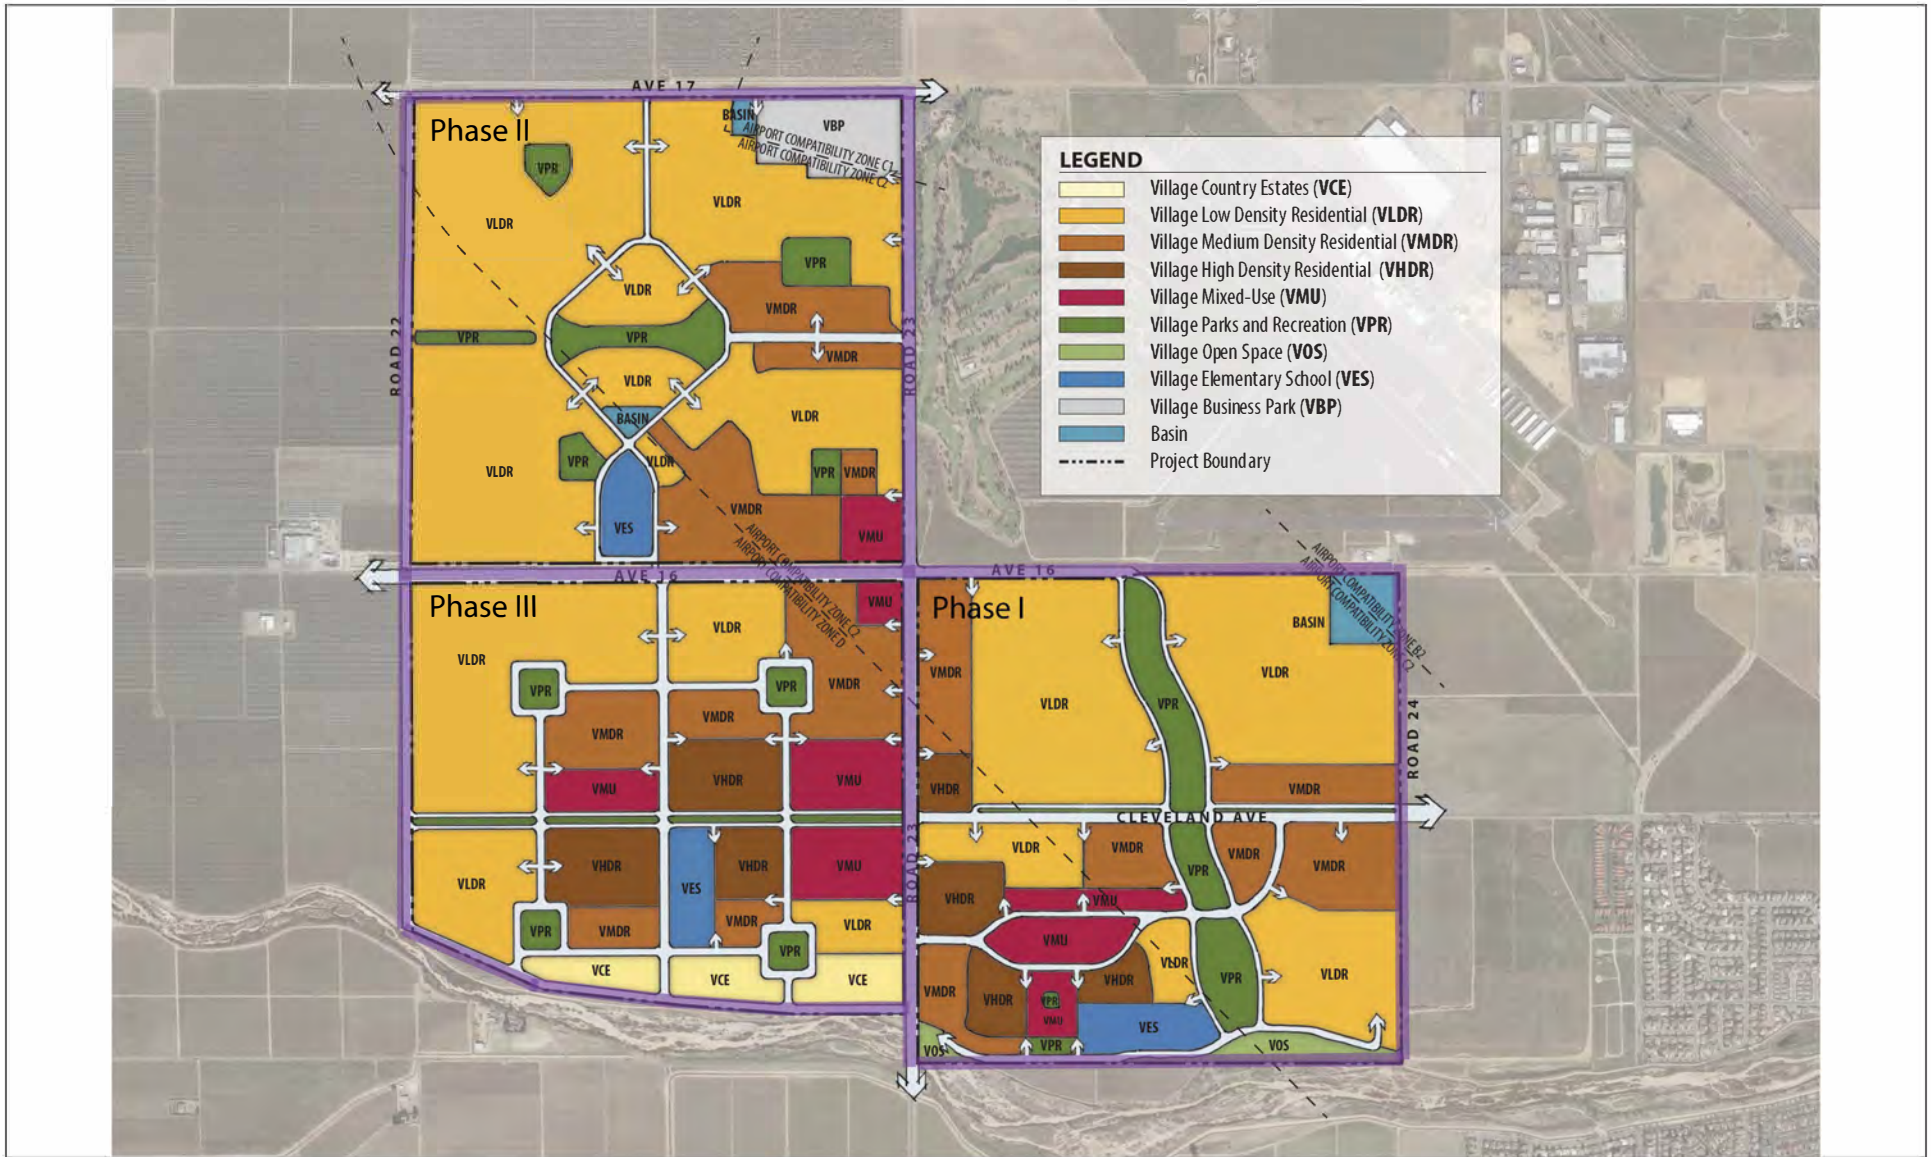 AVE 17
Phase II
BASIN
VBP
AIRPORT COMPATIBILITY ZONE C1
AIRPORT COMPATIBILITY ZONE C2
VPR
VLDR
VLDR
VPR
VLDR
VMDR
ROAD 22
VPR
VPR
ROAD 23
VMDR
VLDR
BASIN
VLDR
VPR
VLDR
VLDR
VPR
VMDR
VES
VMDR
VMU
AIRPORT COMPATIBILITY ZONE C2
AIRPORT COMPATIBILITY ZONE D
LEGEND
Village Country Estates (VCE)
Village Low Density Residential (VLDR)
Village Medium Density Residential (VMDR)
Village High Density Residential (VHDR)
Village Mixed-Use (VMU)
Village Parks and Recreation (VPR)
Village Open Space (VOS)
Village Elementary School (VES)
Village Business Park (VBP)
Basin
Project Boundary
AVE 16
Phase III
VMU
VLDR
VLDR
VPR
VPR
VMDR
VMDR
VMDR
VMU
VHDR
VMU
VLDR
VHDR
VES
VHDR
VMU
VPR
VMDR
VMDR
VLDR
VPR
VCE
VCE
VCE
ROAD 23
AVE 16
Phase I
AIRPORT COMPATIBILITY ZONE B2
AIRPORT COMPATIBILITY ZONE C2
BASIN
VMDR
VLDR
VPR
VLDR
ROAD 24
VHDR
VMDR
CLEVELAND AVE
VLDR
VMDR
VPR
VMDR
VMDR
VHDR
VMU
VMU
VLDR
VMDR
VHDR
VPR
VMU
VHDR
VPR
VLDR
VES
VOS
VPR
VOS